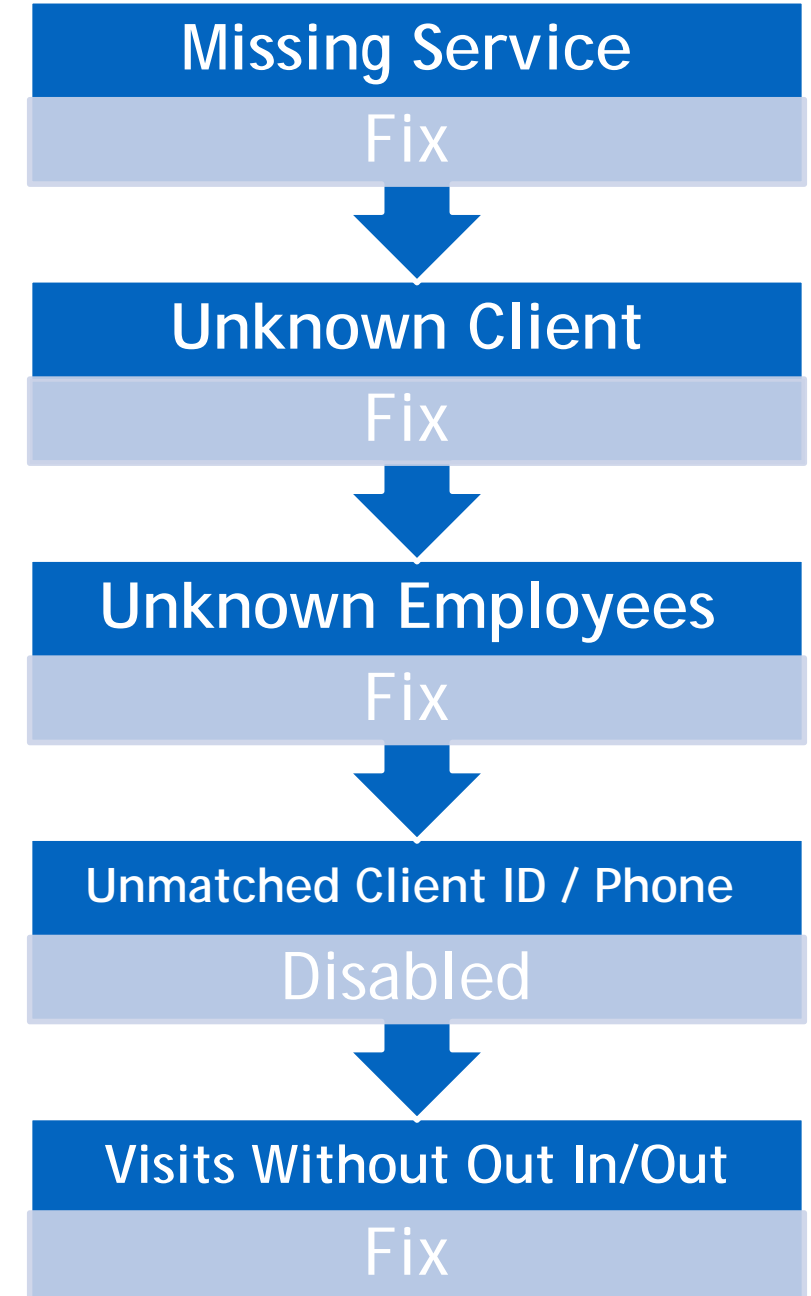 Missing Service
Fix
Unknown Client
Fix
Unknown Employees
Fix
Unmatched Client ID / Phone
Disabled
Visits Without Out In/Out
Fix